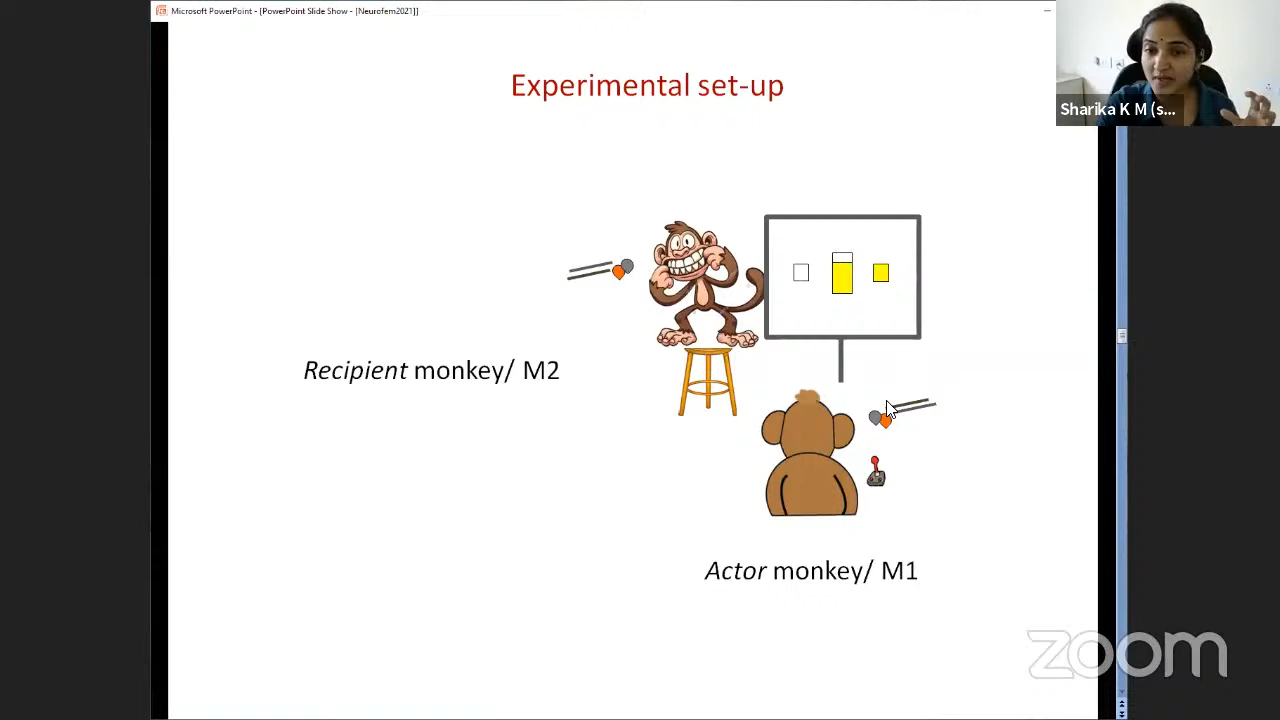 Microsoft PowerPoint - [PowerPoint Slide Show - [Neurofem2021]]
Sharika K M (s...
Experimental set-up
Recipient monkey/ M2
Actor monkey/ M1
zoom